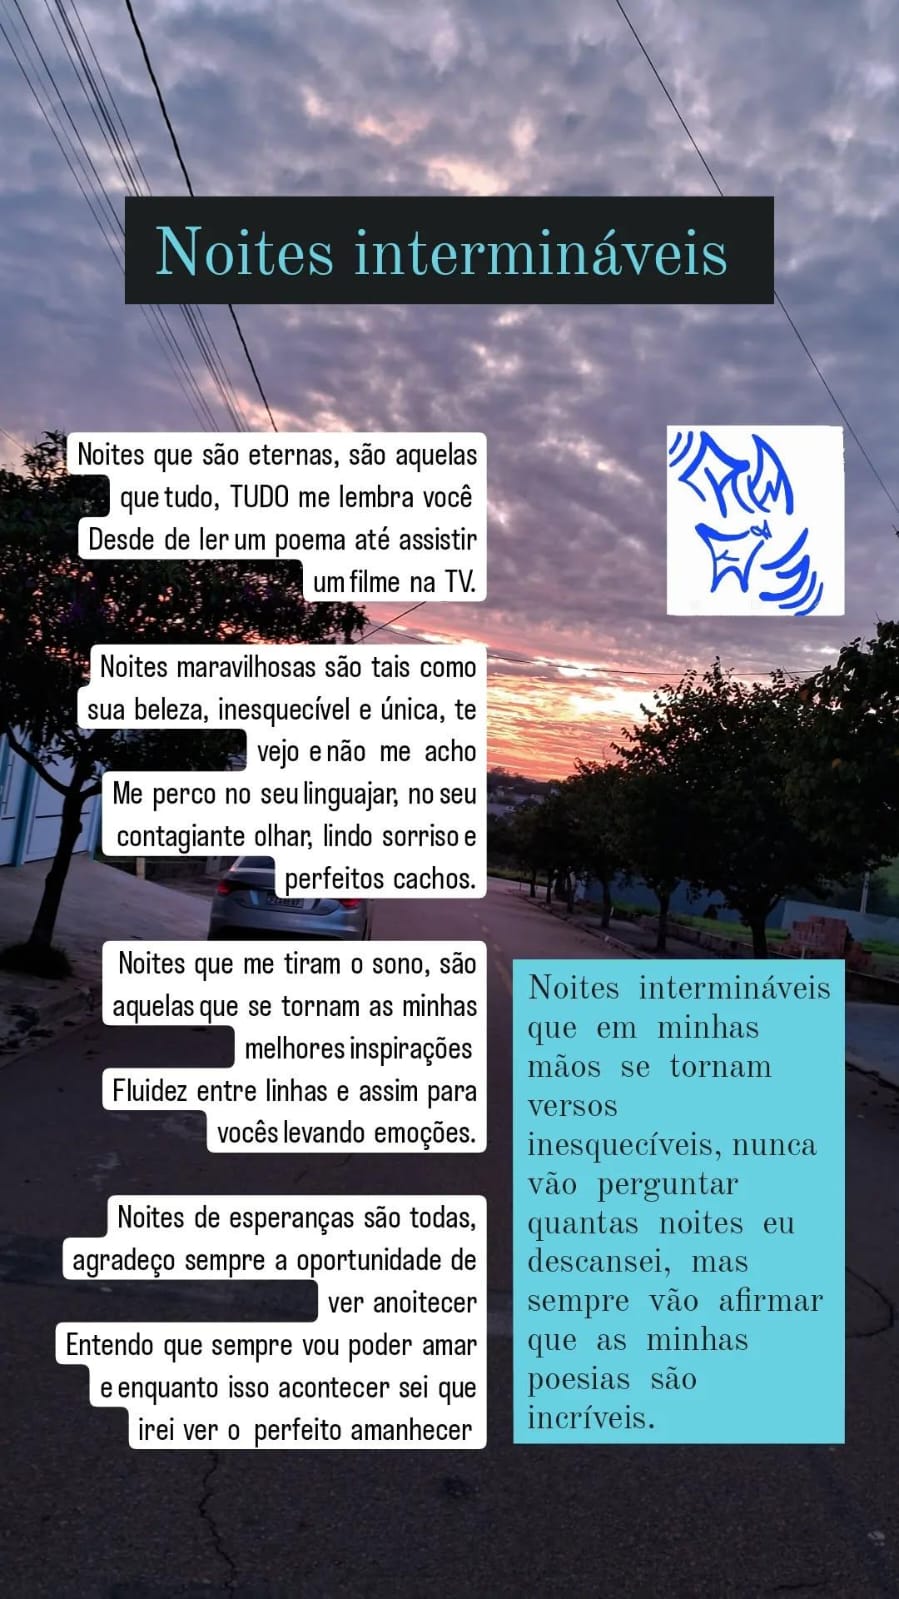 Noites intermináveis
Noites que são eternas, são aquelas
que tudo, TUDO me lembra você
Desde de ler um poema até assistir
um filme na TV.
Noites maravilhosas são tais como
sua beleza, inesquecível e única, te
vejo e não me acho
Me perco no seu linguajar, no seu
contagiante olhar, lindo sorriso e
perfeitos cachos.
Noites que me tiram o sono, são
aquelas que se tornam as minhas
melhores inspirações
Fluidez entre linhas e assim para
vocês levando emoções.
Noites de esperanças são todas,
agradeço sempre a oportunidade de
ver anoitecer
Entendo que sempre vou poder amar
e enquanto isso acontecer sei que
irei ver o perfeito amanhecer
Noites intermináveis
que em minhas
mãos se tornam
versos
inesquecíveis, nunca
vão perguntar
quantas noites eu
descansei, mas
sempre vão afirmar
que as minhas
poesias são
incríveis.